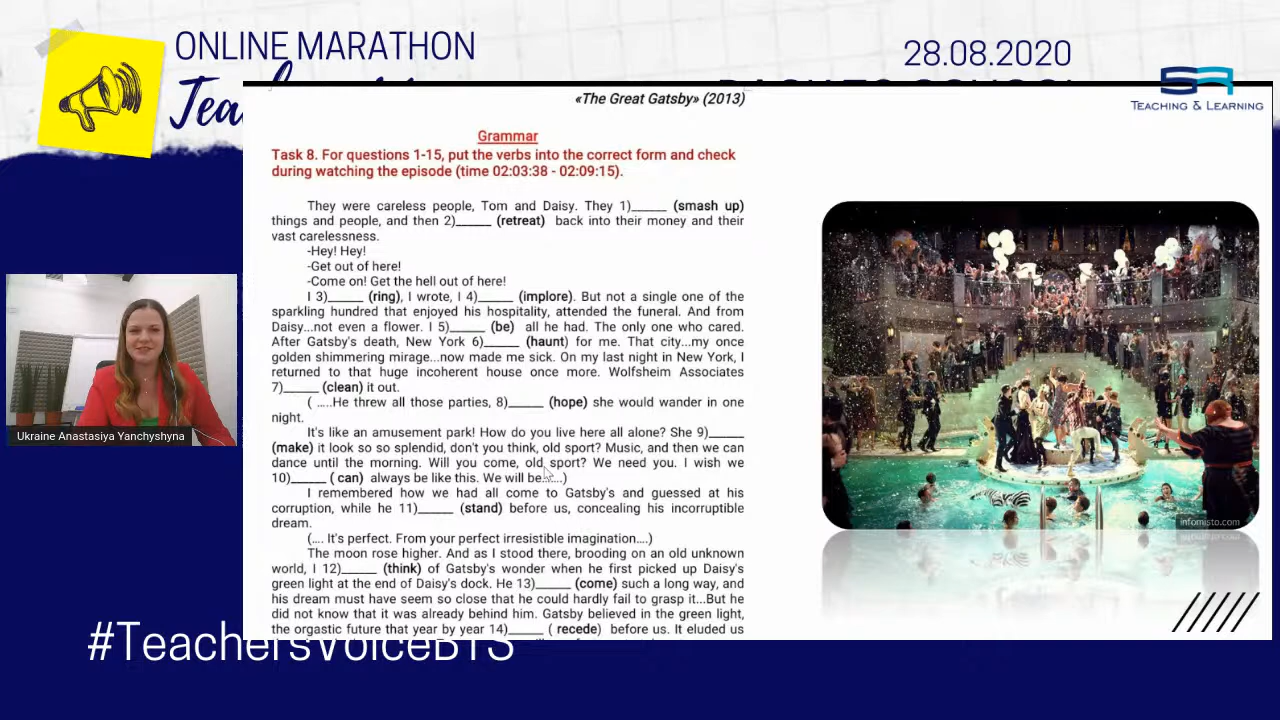 ONLINE MARATHON
28.08.2020
TEACHING & LEARNING
«The Great Gatsby» (2013)
Grammar
Task 8. For questions 1-15, put the verbs into the correct form and check
during watching the episode (time 02:03:38 - 02:09:15).
They were careless people, Tom and Daisy. They 1)_____ (smash up)
things and people, and then 2)_____ (retreat) back into their money and their
vast carelessness.
-Hey! Hey!
-Get out of here!
-Come on! Get the hell out of here!
I 3)_____ (ring), I wrote, I 4)_____ (implore). But not a single one of the
sparkling hundred that enjoyed his hospitality, attended the funeral. And from
Daisy...not even a flower. I 5)_____ (be) all he had. The only one who cared.
After Gatsby's death, New York 6)_____ (haunt) for me. That city...my once
golden shimmering mirage...now made me sick. On my last night in New York, I
returned to that huge incoherent house once more. Wolfsheim Associates
7)_____ (clean) it out.
( .....He threw all those parties, 8)_____ (hope) she would wander in one
night.
It's like an amusement park! How do you live here all alone? She 9)_____
(make) it look so so splendid, don't you think, old sport? Music, and then we can
dance until the morning. Will you come, old sport? We need you. I wish we
10)_____ ( can) always be like this. We will be......)
I remembered how we had all come to Gatsby's and guessed at his
corruption, while he 11)_____ (stand) before us, concealing his incorruptible
dream.
(.... It's perfect. From your perfect irresistible imagination....)
The moon rose higher. And as I stood there, brooding on an old unknown
world, I 12)_____ (think) of Gatsby's wonder when he first picked up Daisy's
green light at the end of Daisy's dock. He 13)_____ (come) such a long way, and
his dream must have seem so close that he could hardly fail to grasp it...But he
did not know that it was already behind him. Gatsby believed in the green light,
the orgastic future that year by year 14)_____ ( recede) before us. It eluded us
infomisto.com
Ukraine Anastasiya Yanchyshyna
#TeachersVoiceBTS